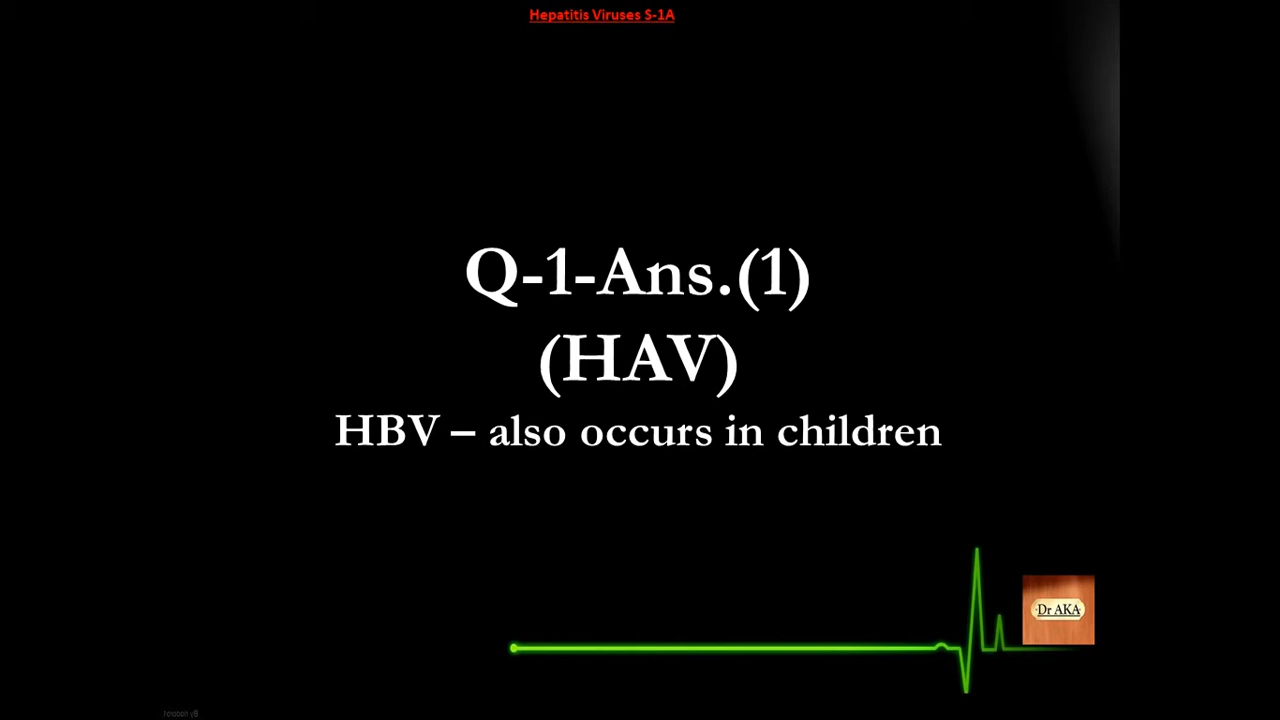 Hepatitis Viruses S-1A
Q-1-Ans.(1)
(HAV)
HBV – also occurs in children
Dr AKA